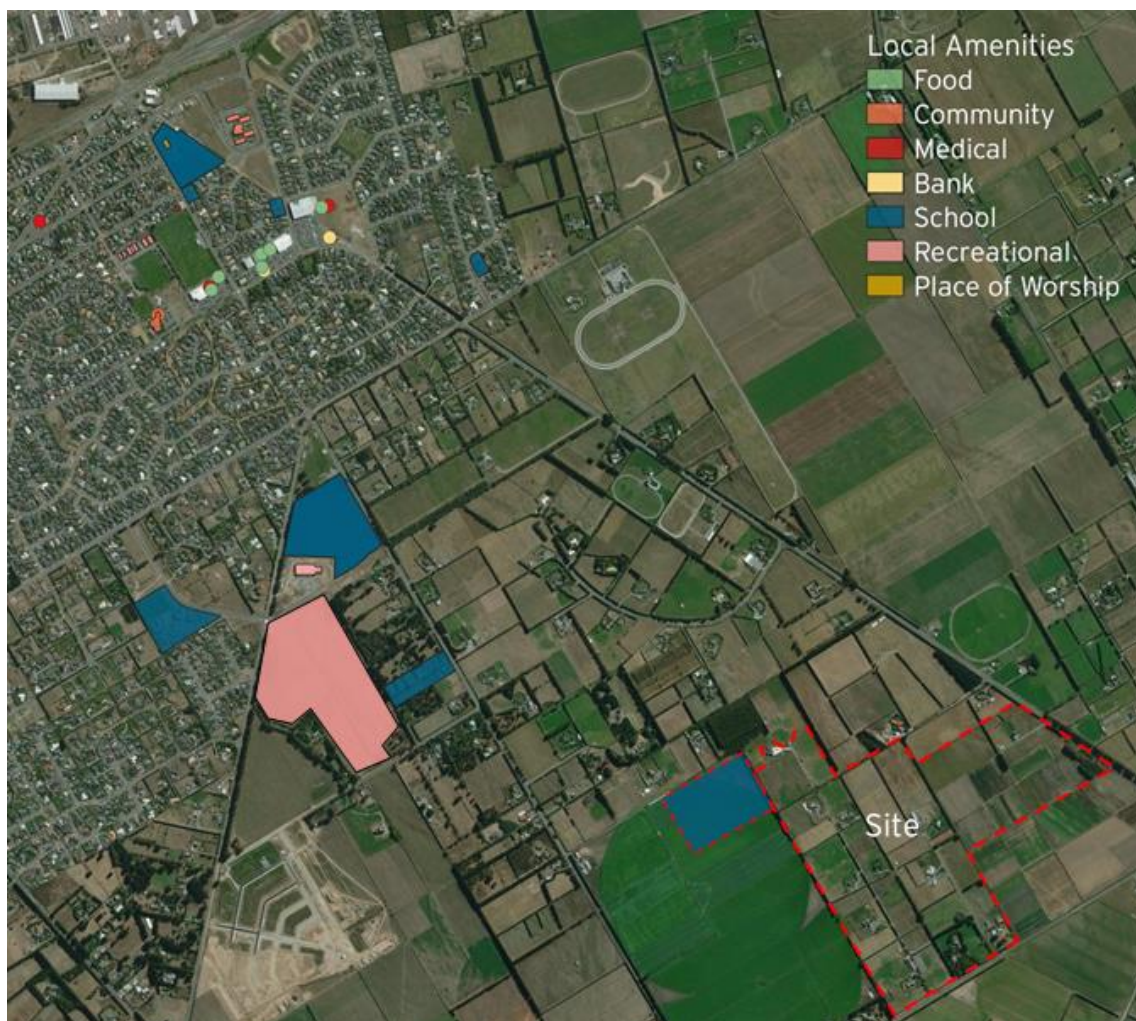 Local Amenities
Food
Community
Medical
Bank
School
Recreational
Place of Worship
Site